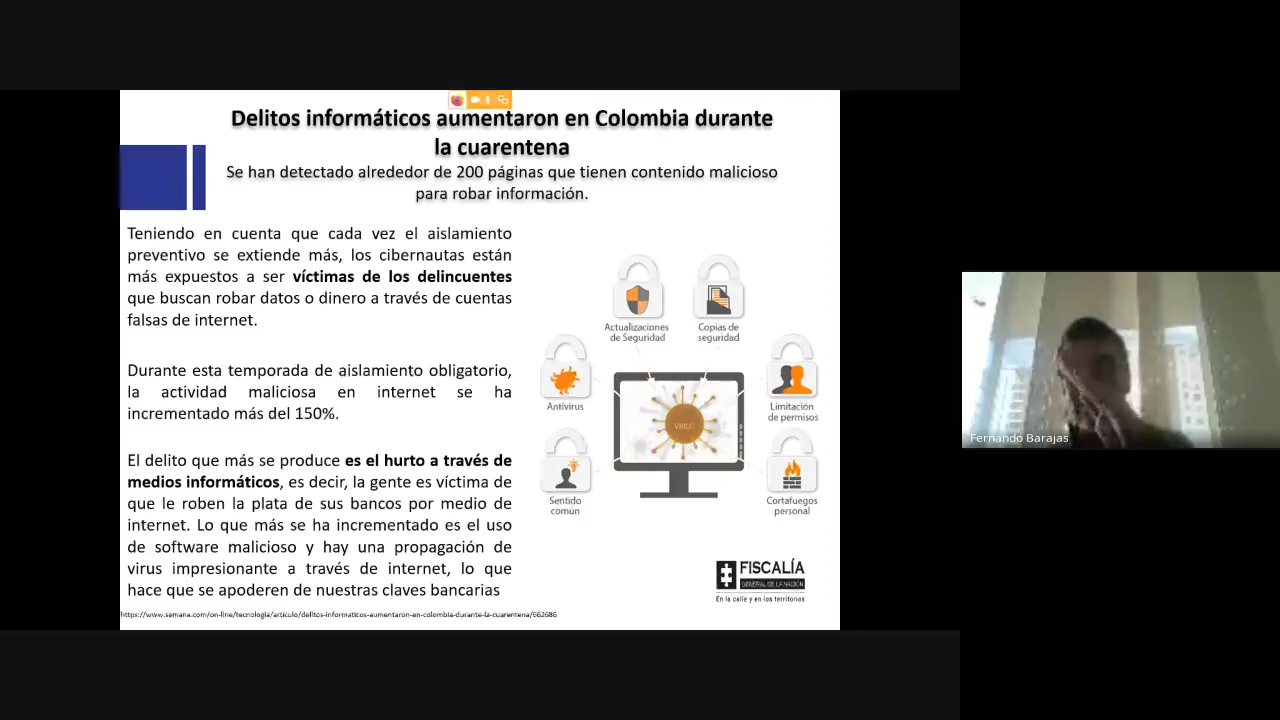 Delitos informáticos aumentaron en Colombia durante
la cuarentena
Se han detectado alrededor de 200 páginas que tienen contenido malicioso
para robar información.
Teniendo en cuenta que cada vez el aislamiento
preventivo se extiende más, los cibernautas están
más expuestos a ser víctimas de los delincuentes
que buscan robar datos o dinero a través de cuentas
falsas de internet.
Durante esta temporada de aislamiento obligatorio,
la actividad maliciosa en internet se ha
incrementado más del 150%.
El delito que más se produce es el hurto a través de
medios informáticos, es decir, la gente es víctima de
que le roben la plata de sus bancos por medio de
internet. Lo que más se ha incrementado es el uso
de software malicioso y hay una propagación de
virus impresionante a través de internet, lo que
hace que se apoderen de nuestras claves bancarias
https://www.semana.com/on-line/tecnologia/articulo/delitos-informaticos-aumentaron-en-colombia-durante-la-cuarentena/662686
Actualizaciones
de Seguridad
Copias de
seguridad
Antivirus
VIRUS
Limitación
de permisos
Sentido
común
Cortafuegos
personal
FISCALÍA
GENERAL DE LA NACIÓN
En la calle y en los territorios
Fernando Barajas